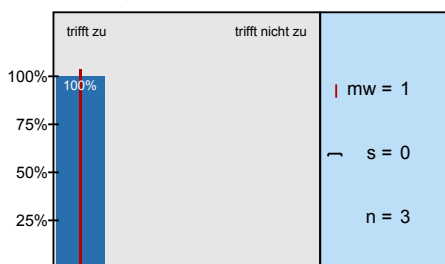 trifft zu trifft nicht zu
100%
100%
mw = 1
75%
50%
s = 0
25%
n = 3